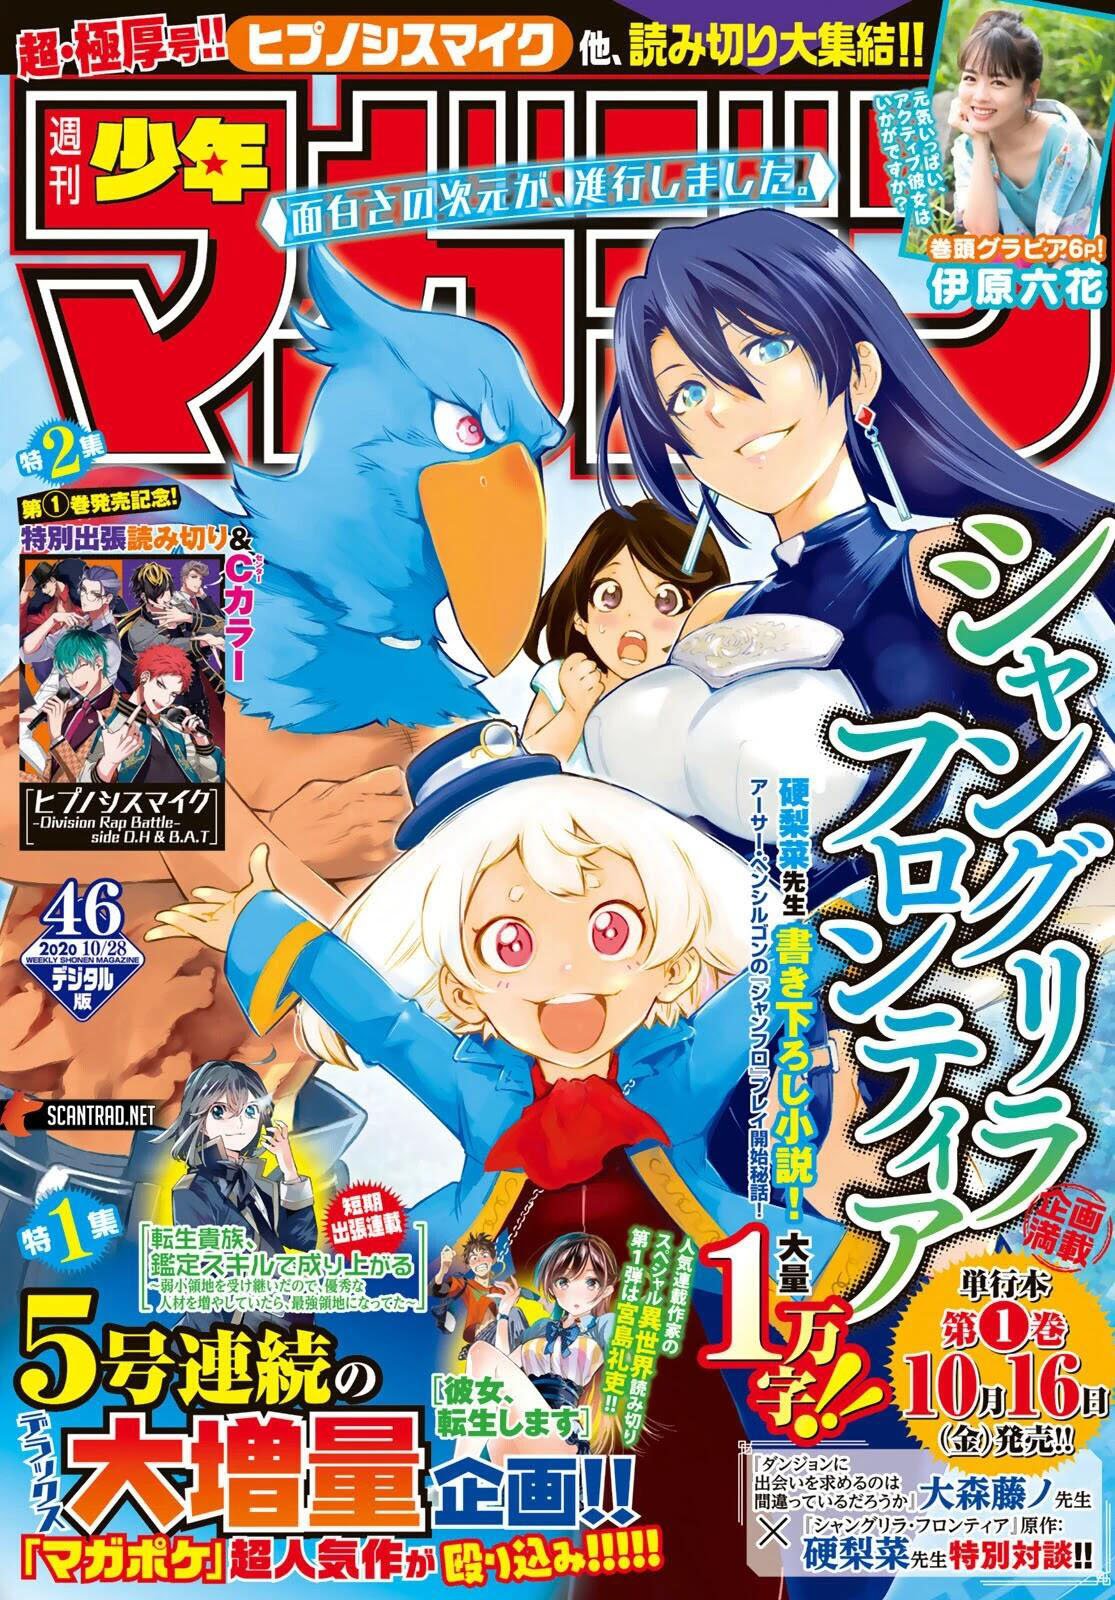 超・極厚号!! ヒプノシスマイク 他、読み切り大集結!!
週刊 少年 マガジン
面白さの次元が、進行しました。
元気いっぱい、
アクティブ彼女は
いかがですか?
巻頭グラビア6P!
伊原六花
特2集
第①巻発売記念!
特別出張読み切り&
Cカラー
センター
[ヒプノシスマイク
-Division Rap Battle-
side D.H & B.A.T]
46
2020 10/28
WEEKLY SHONEN MAGAZINE
デジタル
版
シャングリラ
フロンティア
硬梨菜先生 書き下ろし小説!
アーサー・ペンシルゴンの『シャンフロ』プレイ開始秘話!
大量
1万字!!
企画
満載
単行本
第①巻
10月16日
(金)発売!!
SCANTRAD.NET
特1集
短期
出張連載
[転生貴族、
鑑定スキルで成り上がる
~弱小領地を受け継いだので、優秀な
人材を増やしていたら、最強領地になってた~]
人気連載作家の
スペシャル異世界読み切り
第1弾は宮島礼吏!!
[彼女、
転生します]
5号連続の
大増量企画!!
デラックス
「マガポケ」超人気作が殴り込み!!!!!
『ダンジョンに
出会いを求めるのは
間違っているだろうか』大森藤ノ先生
×『シャングリラ・フロンティア』原作:
硬梨菜先生特別対談!!